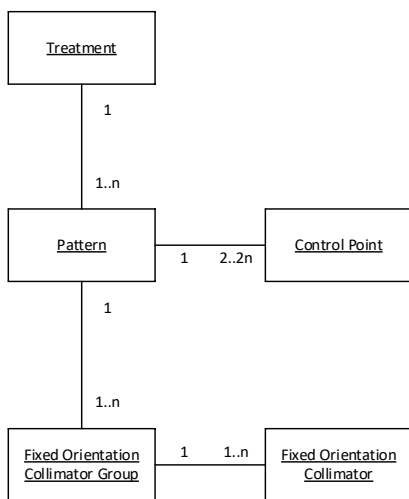 Treatment
1
1..n
Pattern
1
2..2n
Control Point
1
1..n
Fixed Orientation
Collimator Group
1
1..n
Fixed Orientation
Collimator